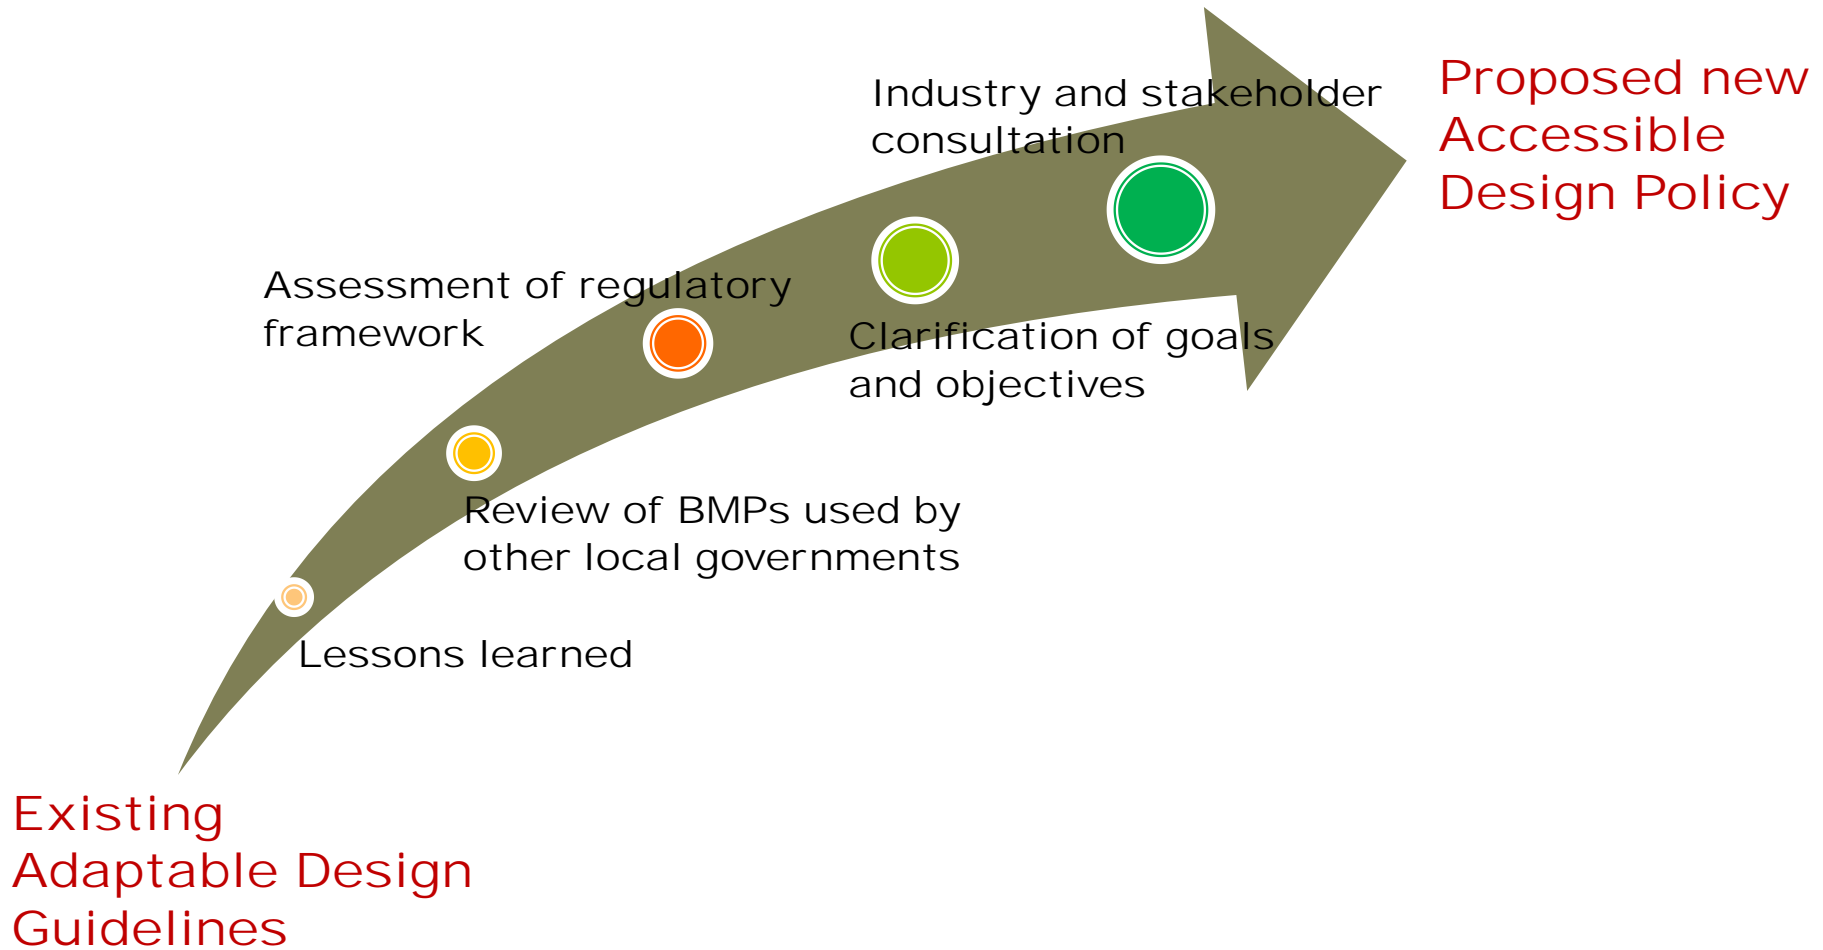 Industry and stakeholder
consultation
Proposed new
Accessible
Design Policy
Assessment of regulatory
framework
Clarification of goals
and objectives
Review of BMPs used by
other local governments
Lessons learned
Existing
Adaptable Design
Guidelines